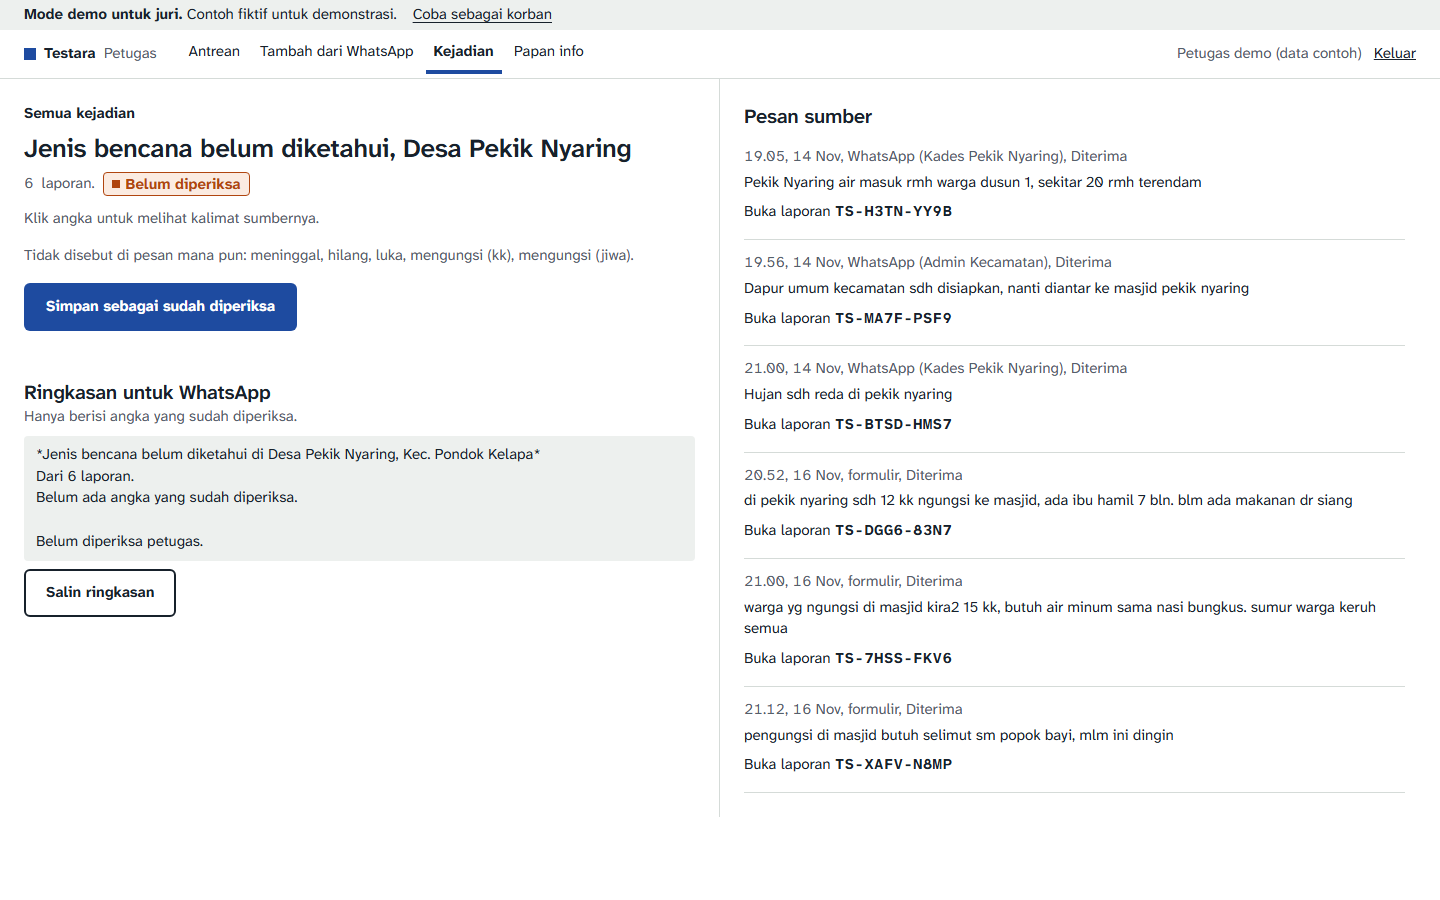 Mode demo untuk juri. Contoh fiktif untuk demonstrasi. Coba sebagai korban
Testara Petugas Antrean Tambah dari WhatsApp Kejadian Papan info Petugas demo (data contoh) Keluar
Semua kejadian
Jenis bencana belum diketahui, Desa Pekik Nyaring
6 laporan. Belum diperiksa
Klik angka untuk melihat kalimat sumbernya.
Tidak disebut di pesan mana pun: meninggal, hilang, luka, mengungsi (kk), mengungsi (jiwa).
Simpan sebagai sudah diperiksa
Ringkasan untuk WhatsApp
Hanya berisi angka yang sudah diperiksa.
*Jenis bencana belum diketahui di Desa Pekik Nyaring, Kec. Pondok Kelapa*
Dari 6 laporan.
Belum ada angka yang sudah diperiksa.
Belum diperiksa petugas.
Salin ringkasan
Pesan sumber
19.05, 14 Nov, WhatsApp (Kades Pekik Nyaring), Diterima
Pekik Nyaring air masuk rmh warga dusun 1, sekitar 20 rmh terendam
Buka laporan TS-H3TN-YY9B
19.56, 14 Nov, WhatsApp (Admin Kecamatan), Diterima
Dapur umum kecamatan sdh disiapkan, nanti diantar ke masjid pekik nyaring
Buka laporan TS-MA7F-PSF9
21.00, 14 Nov, WhatsApp (Kades Pekik Nyaring), Diterima
Hujan sdh reda di pekik nyaring
Buka laporan TS-BTSD-HMS7
20.52, 16 Nov, formulir, Diterima
di pekik nyaring sdh 12 kk ngungsi ke masjid, ada ibu hamil 7 bln. blm ada makanan dr siang
Buka laporan TS-DGG6-83N7
21.00, 16 Nov, formulir, Diterima
warga yg ngungsi di masjid kira2 15 kk, butuh air minum sama nasi bungkus. sumur warga keruh
semua
Buka laporan TS-7HSS-FKV6
21.12, 16 Nov, formulir, Diterima
pengungsi di masjid butuh selimut sm popok bayi, mlm ini dingin
Buka laporan TS-XAFV-N8MP